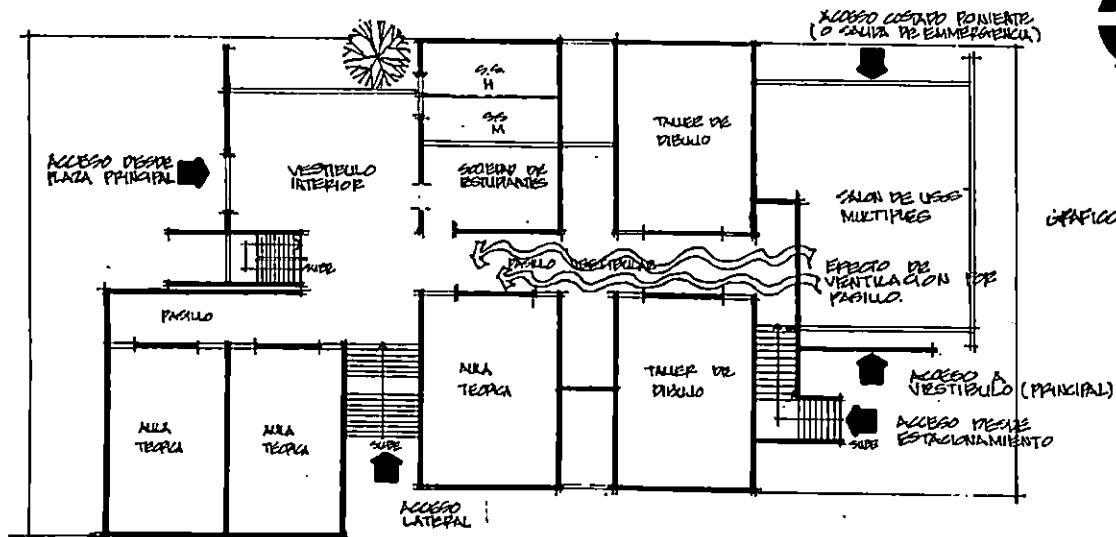 ACCESO COSTADO PONIENTE
(O SALIDA DE EMMERGENCIA)
S.S.
H
S.S.
M
TALLER DE
DIBUJO
ACCESO DESDE
PLAZA PRINCIPAL
VESTIBULO
INTERIOR
SOCIEDAD DE
ESTUDIANTES
SALON DE USOS
MULTIPLES
GRAFICO
SUBE
PASILLO VESTIBULAR
EFECTO DE
VENTILACION POR
PASILLO.
PASILLO
AULA
TEORICA
TALLER DE
DIBUJO
ACCESO A
VESTIBULO (PRINCIPAL)
AULA
TEORICA
AULA
TEORICA
SUBE
SUBE
ACCESO DESDE
ESTACIONAMIENTO
ACCESO
LATERAL